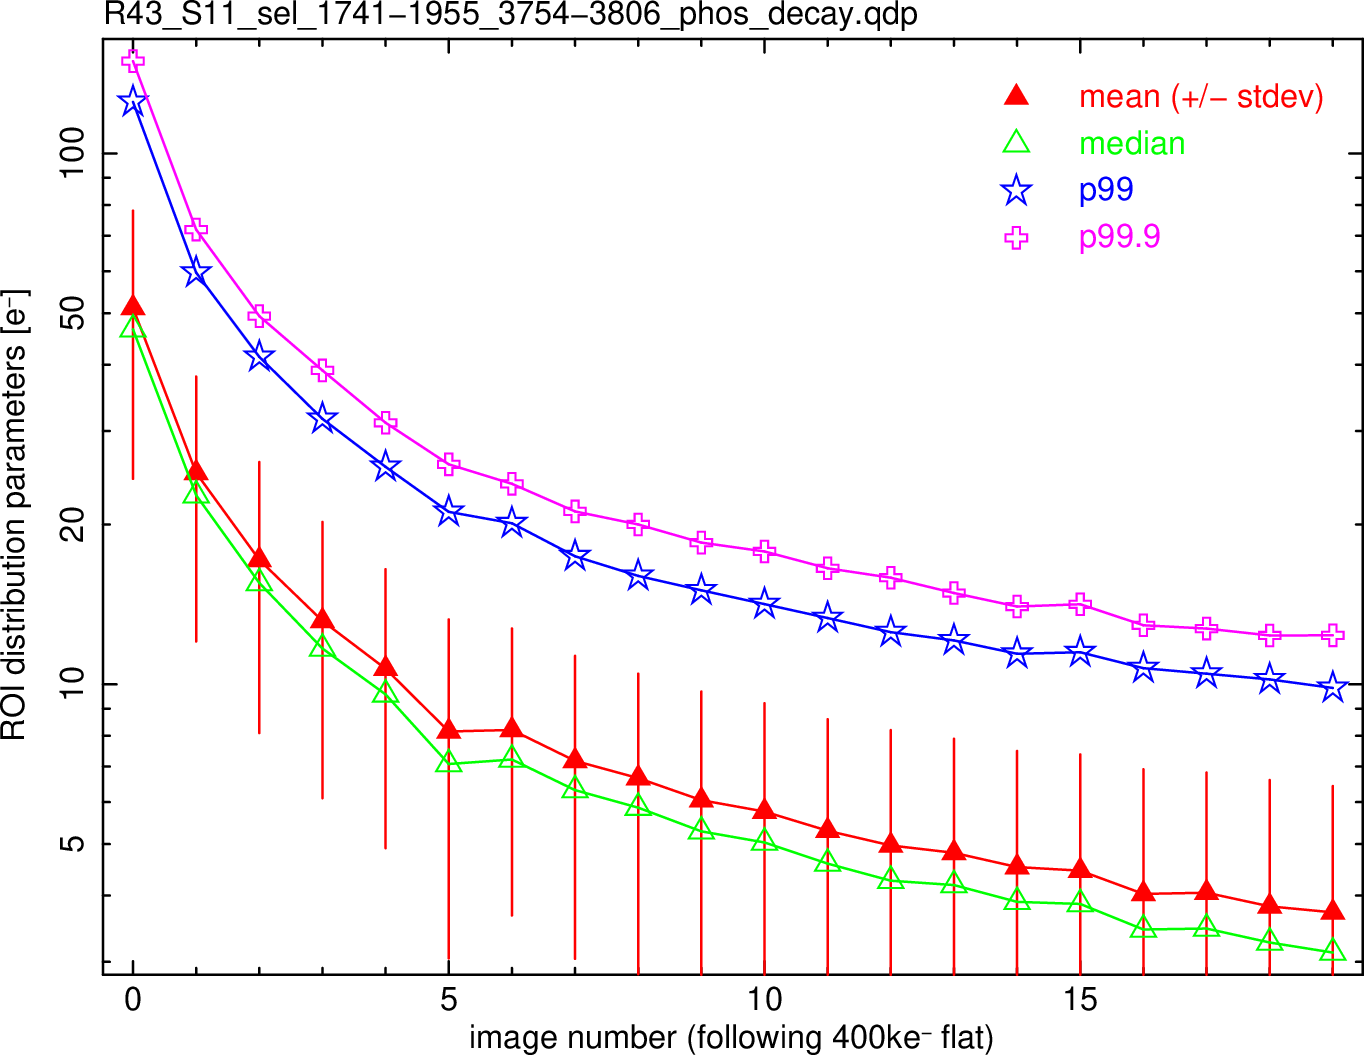 R43_S11_sel_1741−1955_3754−3806_phos_decay.qdp
mean (+/− stdev)
median
p99
p99.9
ROI distribution parameters [e⁻]
100
50
20
10
5
0 5 10 15
image number (following 400ke⁻ flat)